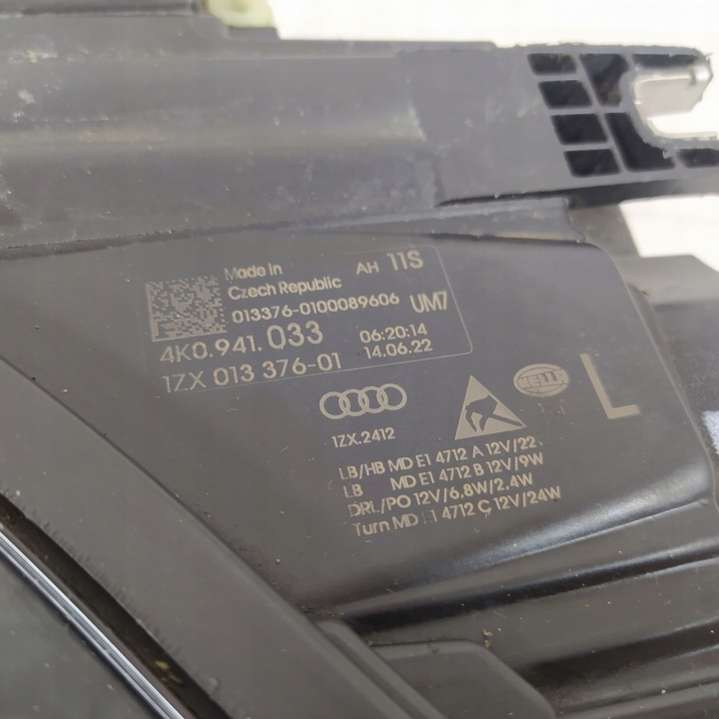 Made in
Czech Republic
AH 11S
013376-0100089606 UM7
4K0.941.033
06:20:14
14.06.22
1ZX 013 376-01
1ZX.2412
HELLA
L
LB/HB MD E1 4712 A 12V/22
LB MD E1 4712 B 12V/9W
DRL/PO 12V/6,8W/2,4W
Turn MD E1 4712 C 12V/24W